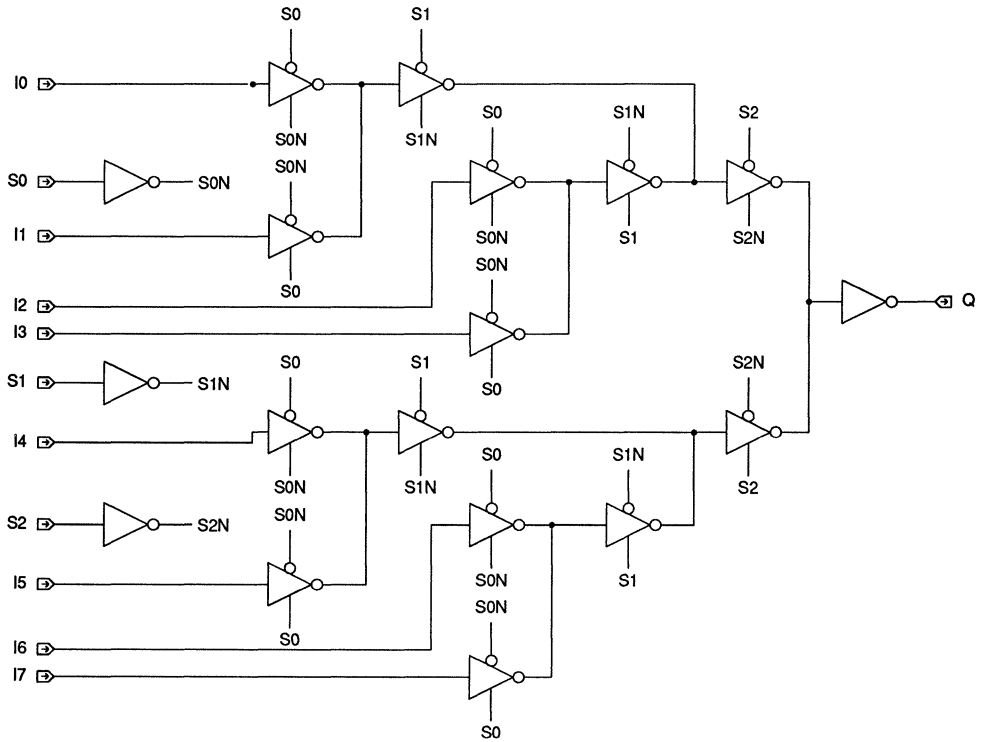 S0 S1
I0
S0N S1N S0 S1N S2
S0 S0N S0N
I1
S0N S1 S2N
S0 S0N
I2
Q
I3
S1 S1N S0 S1 S0 S2N
I4
S0N S1N S0 S1N S2
S2 S2N S0N
I5
S0N S1
S0 S0N
I6
I7
S0